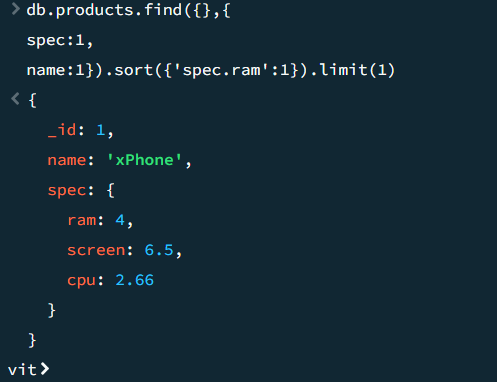 > db.products.find({},{
spec:1,
name:1}).sort({'spec.ram':1}).limit(1)
< {
_id: 1,
name: 'xPhone',
spec: {
ram: 4,
screen: 6.5,
cpu: 2.66
}
}
vit>